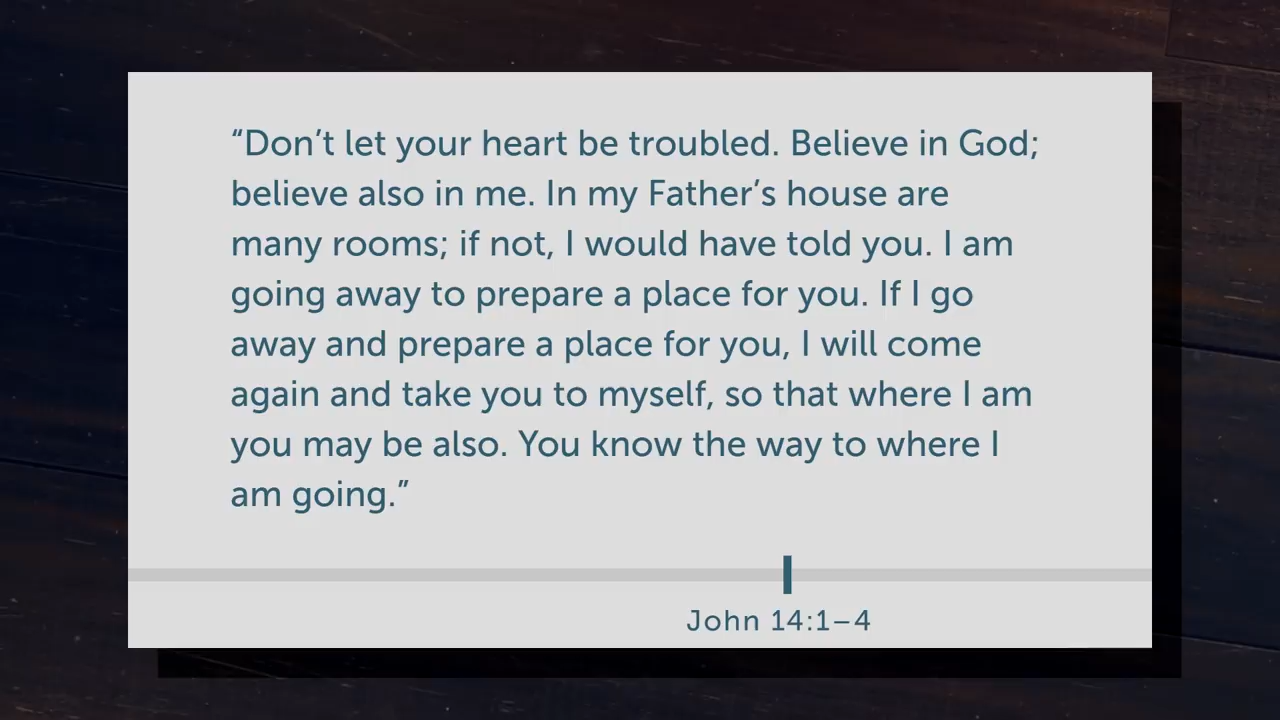 “Don’t let your heart be troubled. Believe in God;
believe also in me. In my Father’s house are
many rooms; if not, I would have told you. I am
going away to prepare a place for you. If I go
away and prepare a place for you, I will come
again and take you to myself, so that where I am
you may be also. You know the way to where I
am going.”
John 14:1–4